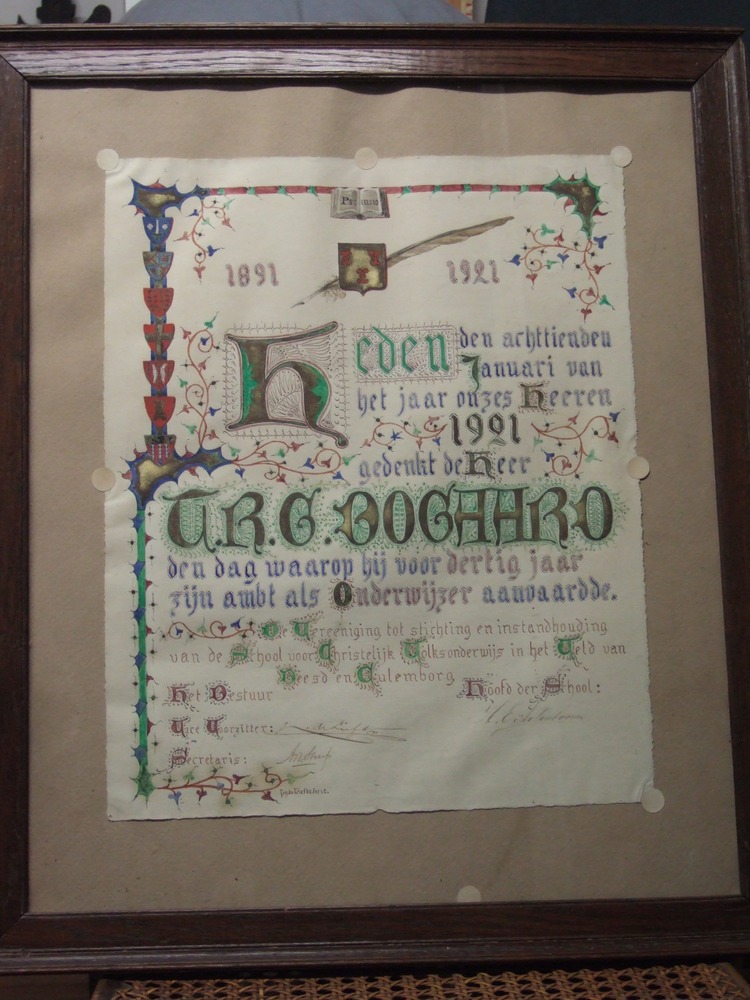 1891
1921
Heden den achttienden
Januari van
het jaar onzes Heeren
1921
gedenkt de Heer
T.R.G. BOGAARD
den dag waarop hij voor dertig jaar
zijn ambt als Onderwijzer aanvaardde.
De Vereeniging tot stichting en instandhouding
van de School voor Christelijk Volksonderwijs in het Veld van
Deesd en Culemborg
Het Bestuur
Hoofd der School:
Vice Voorzitter:
Secretaris: